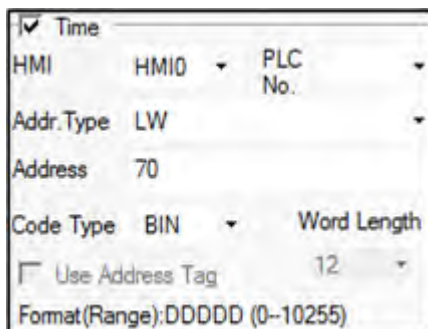 Time
HMI HMI0 PLC No.
Addr.Type LW
Address 70
Code Type BIN Word Length
Use Address Tag 12
Format(Range):DDDDD (0--10255)